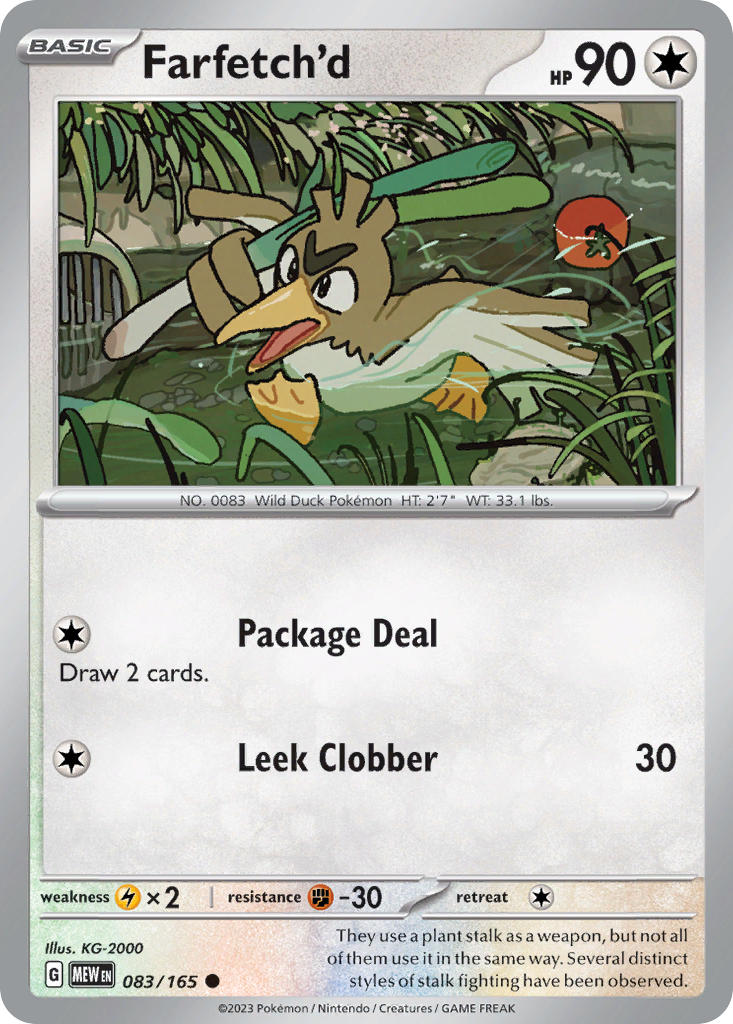 BASIC
Farfetch'd
HP 90
NO. 0083 Wild Duck Pokémon HT: 2'7" WT: 33.1 lbs.
Package Deal
Draw 2 cards.
Leek Clobber 30
weakness ×2 resistance -30 retreat
Illus. KG-2000
G MEW EN 083/165
They use a plant stalk as a weapon, but not all
of them use it in the same way. Several distinct
styles of stalk fighting have been observed.
©2023 Pokémon / Nintendo / Creatures / GAME FREAK